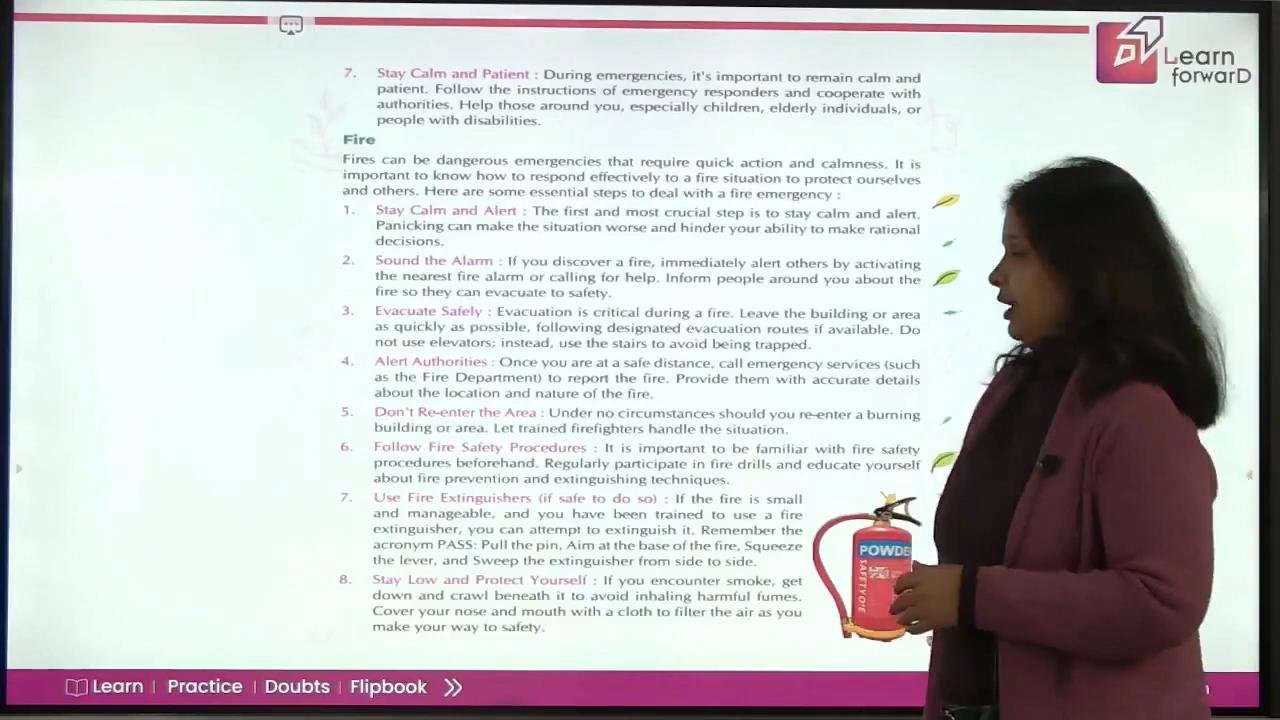 Learn
forwarD
7. Stay Calm and Patient : During emergencies, it's important to remain calm and
patient. Follow the instructions of emergency responders and cooperate with
authorities. Help those around you, especially children, elderly individuals, or
people with disabilities.
Fire
Fires can be dangerous emergencies that require quick action and calmness. It is
important to know how to respond effectively to a fire situation to protect ourselves
and others. Here are some essential steps to deal with a fire emergency :
1. Stay Calm and Alert : The first and most crucial step is to stay calm and alert.
Panicking can make the situation worse and hinder your ability to make rational
decisions.
2. Sound the Alarm : If you discover a fire, immediately alert others by activating
the nearest fire alarm or calling for help. Inform people around you about the
fire so they can evacuate to safety.
3. Evacuate Safely : Evacuation is critical during a fire. Leave the building or area
as quickly as possible, following designated evacuation routes if available. Do
not use elevators; instead, use the stairs to avoid being trapped.
4. Alert Authorities : Once you are at a safe distance, call emergency services (such
as the Fire Department) to report the fire. Provide them with accurate details
about the location and nature of the fire.
5. Don't Re-enter the Area : Under no circumstances should you re-enter a burning
building or area. Let trained firefighters handle the situation.
6. Follow Fire Safety Procedures : It is important to be familiar with fire safety
procedures beforehand. Regularly participate in fire drills and educate yourself
about fire prevention and extinguishing techniques.
7. Use Fire Extinguishers (if safe to do so) : If the fire is small
and manageable, and you have been trained to use a fire
extinguisher, you can attempt to extinguish it. Remember the
acronym PASS: Pull the pin, Aim at the base of the fire, Squeeze
the lever, and Sweep the extinguisher from side to side.
8. Stay Low and Protect Yourself : If you encounter smoke, get
down and crawl beneath it to avoid inhaling harmful fumes.
Cover your nose and mouth with a cloth to filter the air as you
make your way to safety.
POWDE
SAFETYONE
Learn | Practice | Doubts | Flipbook